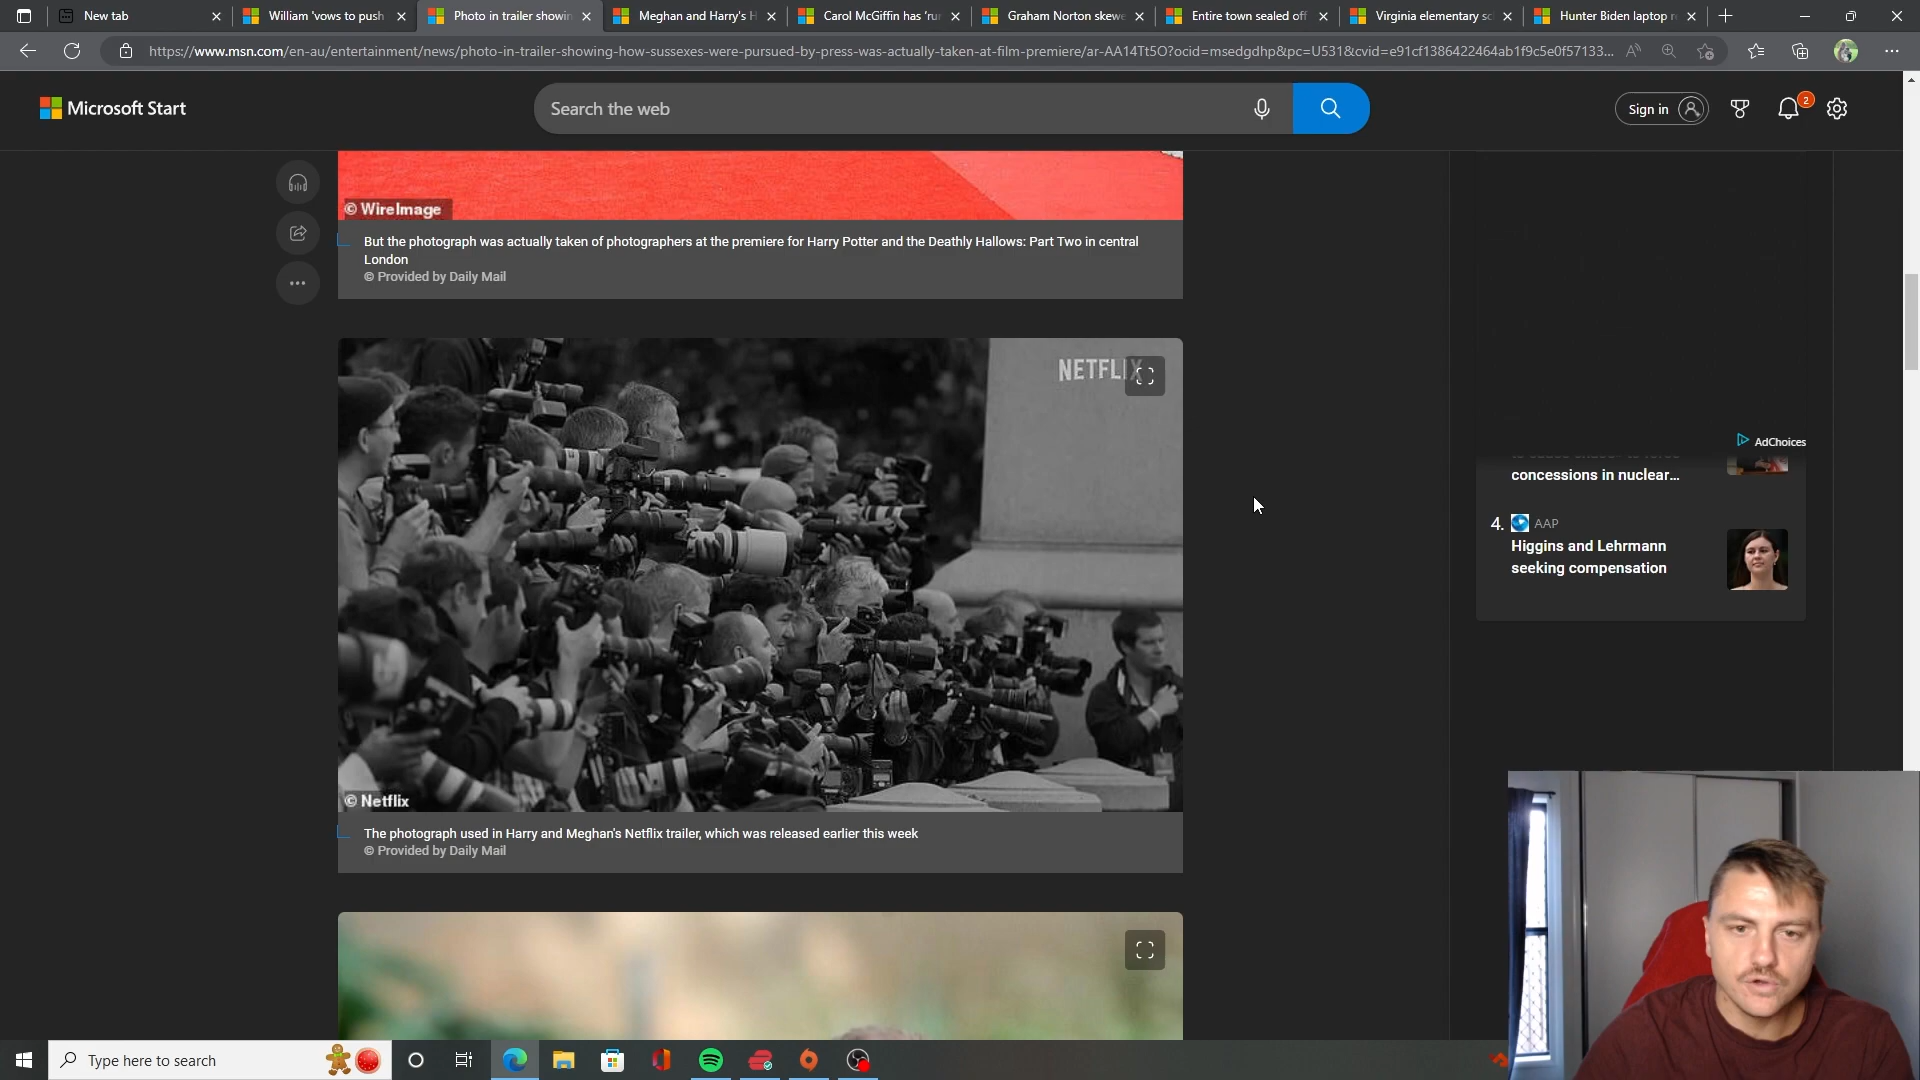 New tab
William 'vows to push
Photo in trailer showin
Meghan and Harry's H
Carol McGiffin has 'ru
Graham Norton skewe
Entire town sealed off
Virginia elementary sc
Hunter Biden laptop r
https://www.msn.com/en-au/entertainment/news/photo-in-trailer-showing-how-sussexes-were-pursued-by-press-was-actually-taken-at-film-premiere/ar-AA14Tt5O?ocid=msedgdhp&pc=U531&cvid=e91cf1386422464ab1f9c5e0f57133...
Microsoft Start
Search the web
Sign in
2
© WireImage
But the photograph was actually taken of photographers at the premiere for Harry Potter and the Deathly Hallows: Part Two in central
London
© Provided by Daily Mail
NETFLIX
AdChoices
concessions in nuclear...
4. AAP
Higgins and Lehrmann
seeking compensation
© Netflix
The photograph used in Harry and Meghan's Netflix trailer, which was released earlier this week
© Provided by Daily Mail
Type here to search